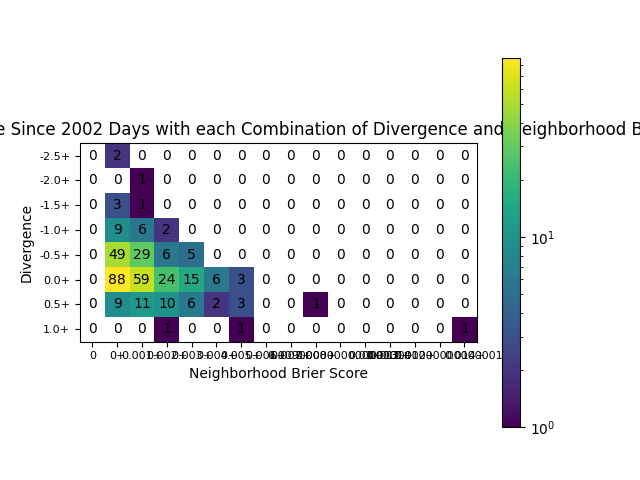 e Since 2002 Days with each Combination of Divergence and Neighborhood B
-2.5+ 0 2 0 0 0 0 0 0 0 0 0 0 0 0 0 0
-2.0+ 0 0 1 0 0 0 0 0 0 0 0 0 0 0 0 0
-1.5+ 0 3 1 0 0 0 0 0 0 0 0 0 0 0 0 0
-1.0+ 0 9 6 2 0 0 0 0 0 0 0 0 0 0 0 0
-0.5+ 0 49 29 6 5 0 0 0 0 0 0 0 0 0 0 0
0.0+ 0 88 59 24 15 6 3 0 0 0 0 0 0 0 0 0
0.5+ 0 9 11 10 6 2 3 0 0 1 0 0 0 0 0 0
1.0+ 0 0 0 1 0 0 1 0 0 0 0 0 0 0 0 1
Divergence
0 0+
Neighborhood Brier Score
10¹
10⁰